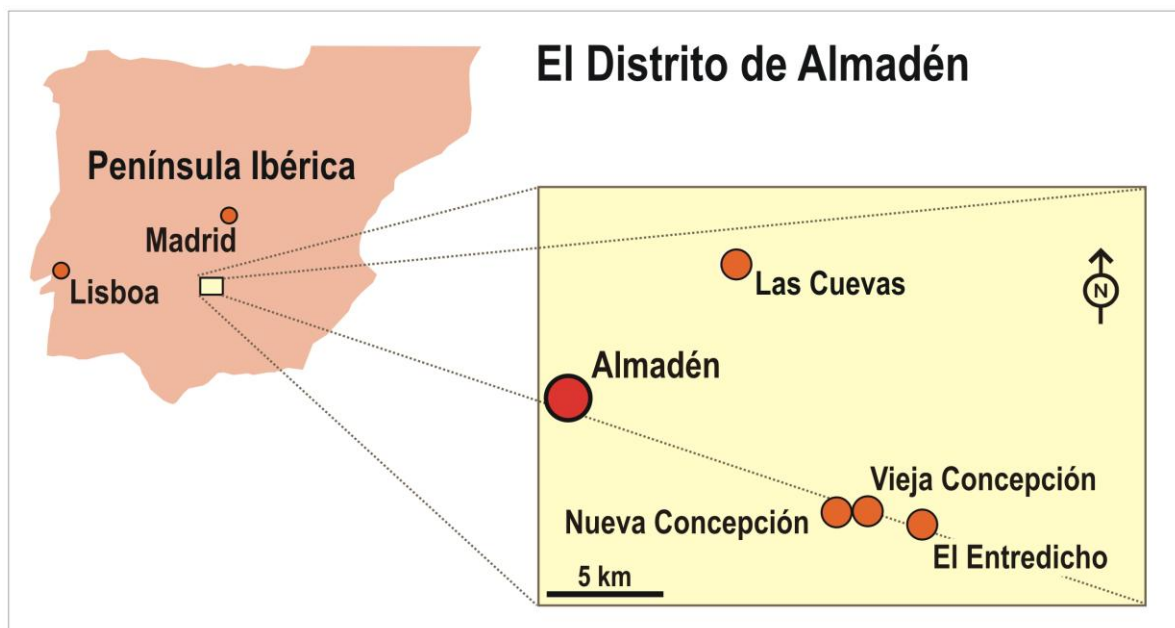 El Distrito de Almadén
Península Ibérica
Madrid
Lisboa
Las Cuevas
N
Almadén
Vieja Concepción
Nueva Concepción
El Entredicho
5 km